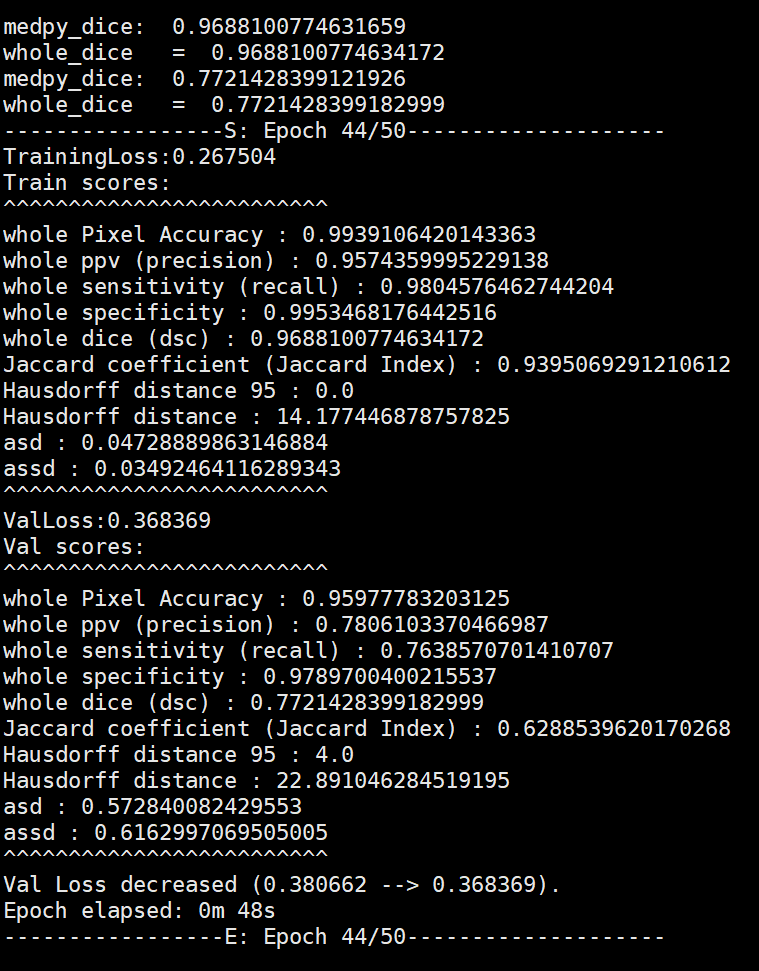 medpy_dice:  0.9688100774631659
whole_dice   =  0.9688100774634172
medpy_dice:  0.7721428399121926
whole_dice   =  0.7721428399182999
-----------------S: Epoch 44/50--------------------
TrainingLoss:0.267504
Train scores:
^^^^^^^^^^^^^^^^^^^^^^^^^
whole Pixel Accuracy : 0.9939106420143363
whole ppv (precision) : 0.9574359995229138
whole sensitivity (recall) : 0.9804576462744204
whole specificity : 0.9953468176442516
whole dice (dsc) : 0.9688100774634172
Jaccard coefficient (Jaccard Index) : 0.9395069291210612
Hausdorff distance 95 : 0.0
Hausdorff distance : 14.177446878757825
asd : 0.04728889863146884
assd : 0.03492464116289343
^^^^^^^^^^^^^^^^^^^^^^^^^
ValLoss:0.368369
Val scores:
^^^^^^^^^^^^^^^^^^^^^^^^^
whole Pixel Accuracy : 0.95977783203125
whole ppv (precision) : 0.7806103370466987
whole sensitivity (recall) : 0.7638570701410707
whole specificity : 0.9789700400215537
whole dice (dsc) : 0.7721428399182999
Jaccard coefficient (Jaccard Index) : 0.6288539620170268
Hausdorff distance 95 : 4.0
Hausdorff distance : 22.891046284519195
asd : 0.572840082429553
assd : 0.6162997069505005
^^^^^^^^^^^^^^^^^^^^^^^^^
Val Loss decreased (0.380662 --> 0.368369).
Epoch elapsed: 0m 48s
-----------------E: Epoch 44/50--------------------